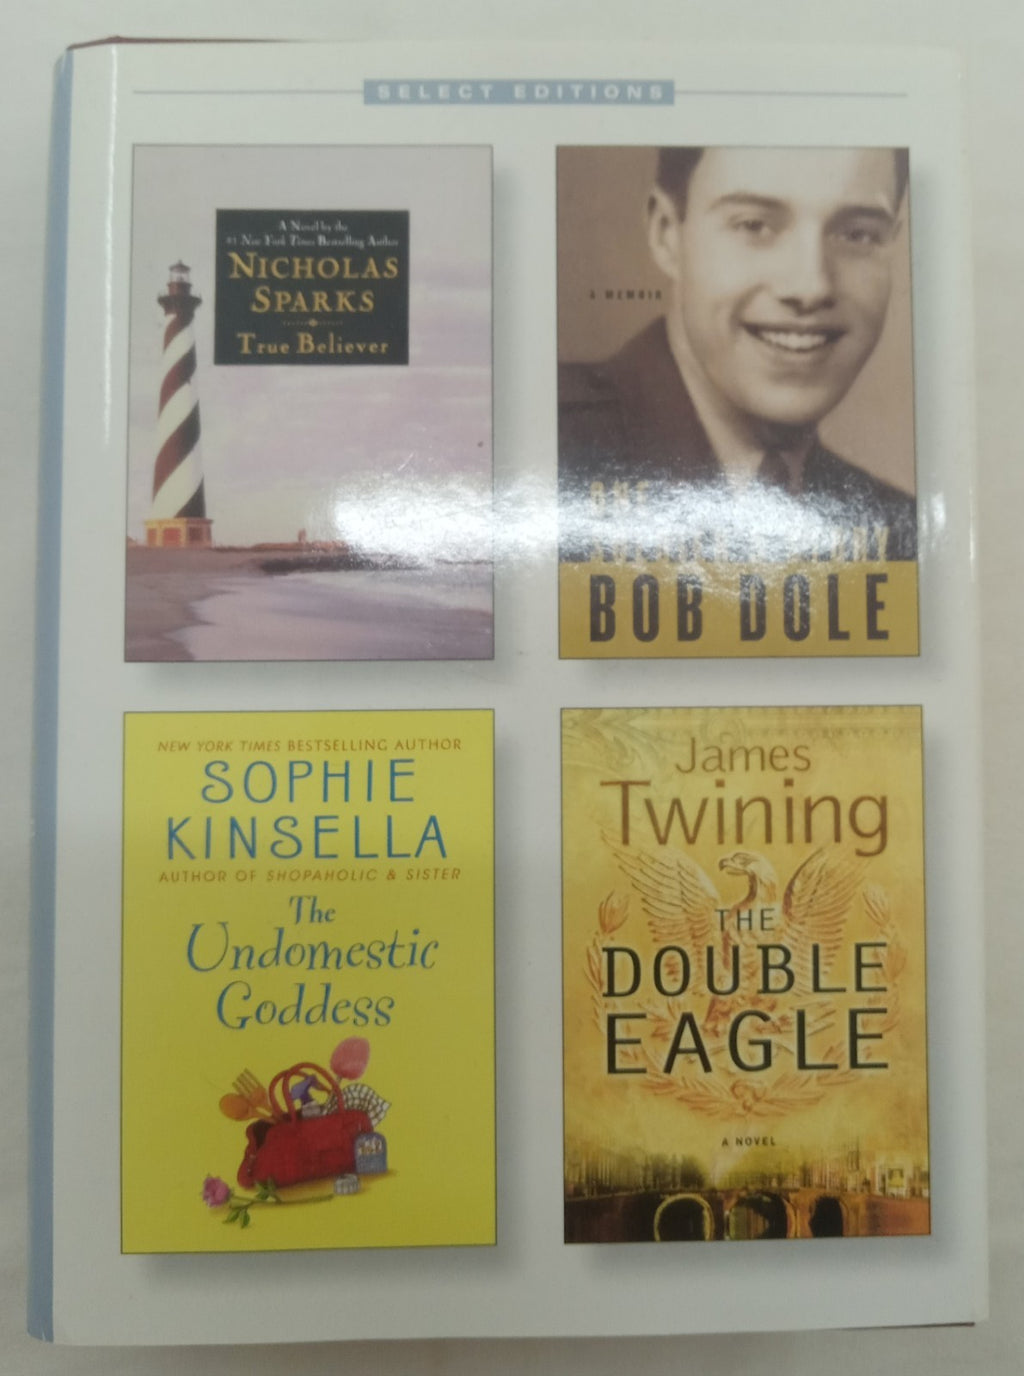 SELECT EDITIONS
A Novel by the
#1 New York Times Bestselling Author
NICHOLAS
SPARKS
True Believer
A MEMOIR
ONE
BOB DOLE
NEW YORK TIMES BESTSELLING AUTHOR
SOPHIE
KINSELLA
AUTHOR OF SHOPAHOLIC & SISTER
The
Undomestic
Goddess
James
Twining
THE
DOUBLE
EAGLE
A NOVEL